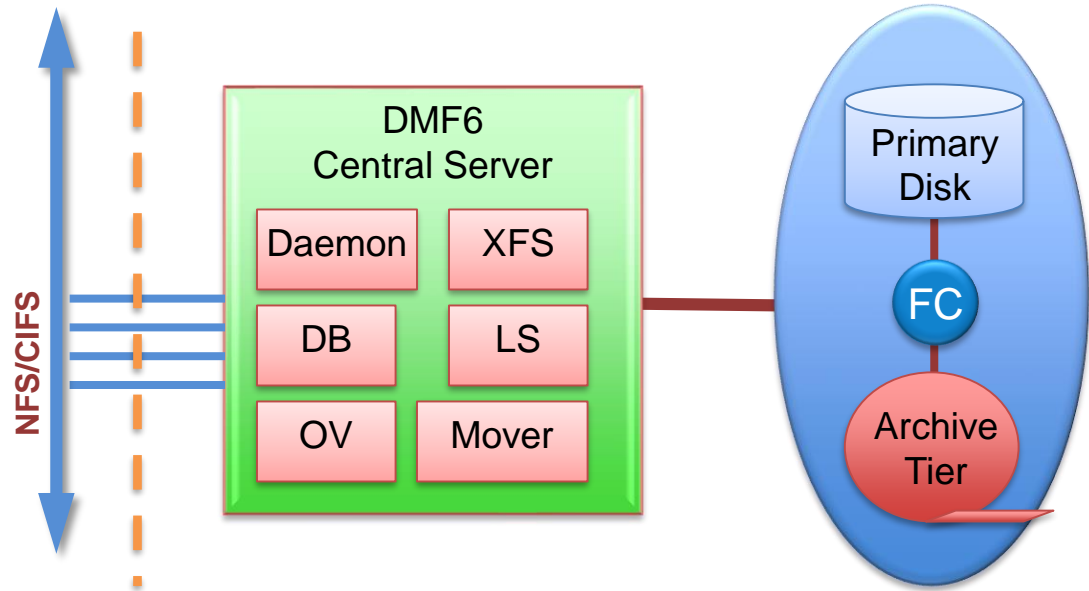 NFS/CIFS
DMF6
Central Server
Daemon
XFS
DB
LS
OV
Mover
Primary
Disk
FC
Archive
Tier